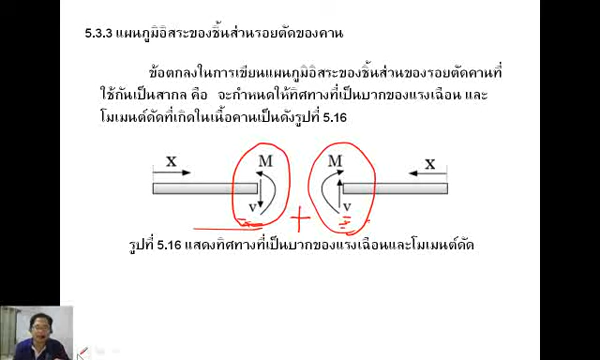 5.3.3 แผนภูมิอิสระของชิ้นส่วนรอยตัดของคาน
ข้อตกลงในการเขียนแผนภูมิอิสระของชิ้นส่วนของรอยตัดคานที่
ใช้กันเป็นสากล คือ จะกำหนดให้ทิศทางที่เป็นบวกของแรงเฉือน และ
โมเมนต์ดัดที่เกิดในเนื้อคานเป็นดังรูปที่ 5.16
X M M X
V + V
รูปที่ 5.16 แสดงทิศทางที่เป็นบวกของแรงเฉือนและโมเมนต์ดัด